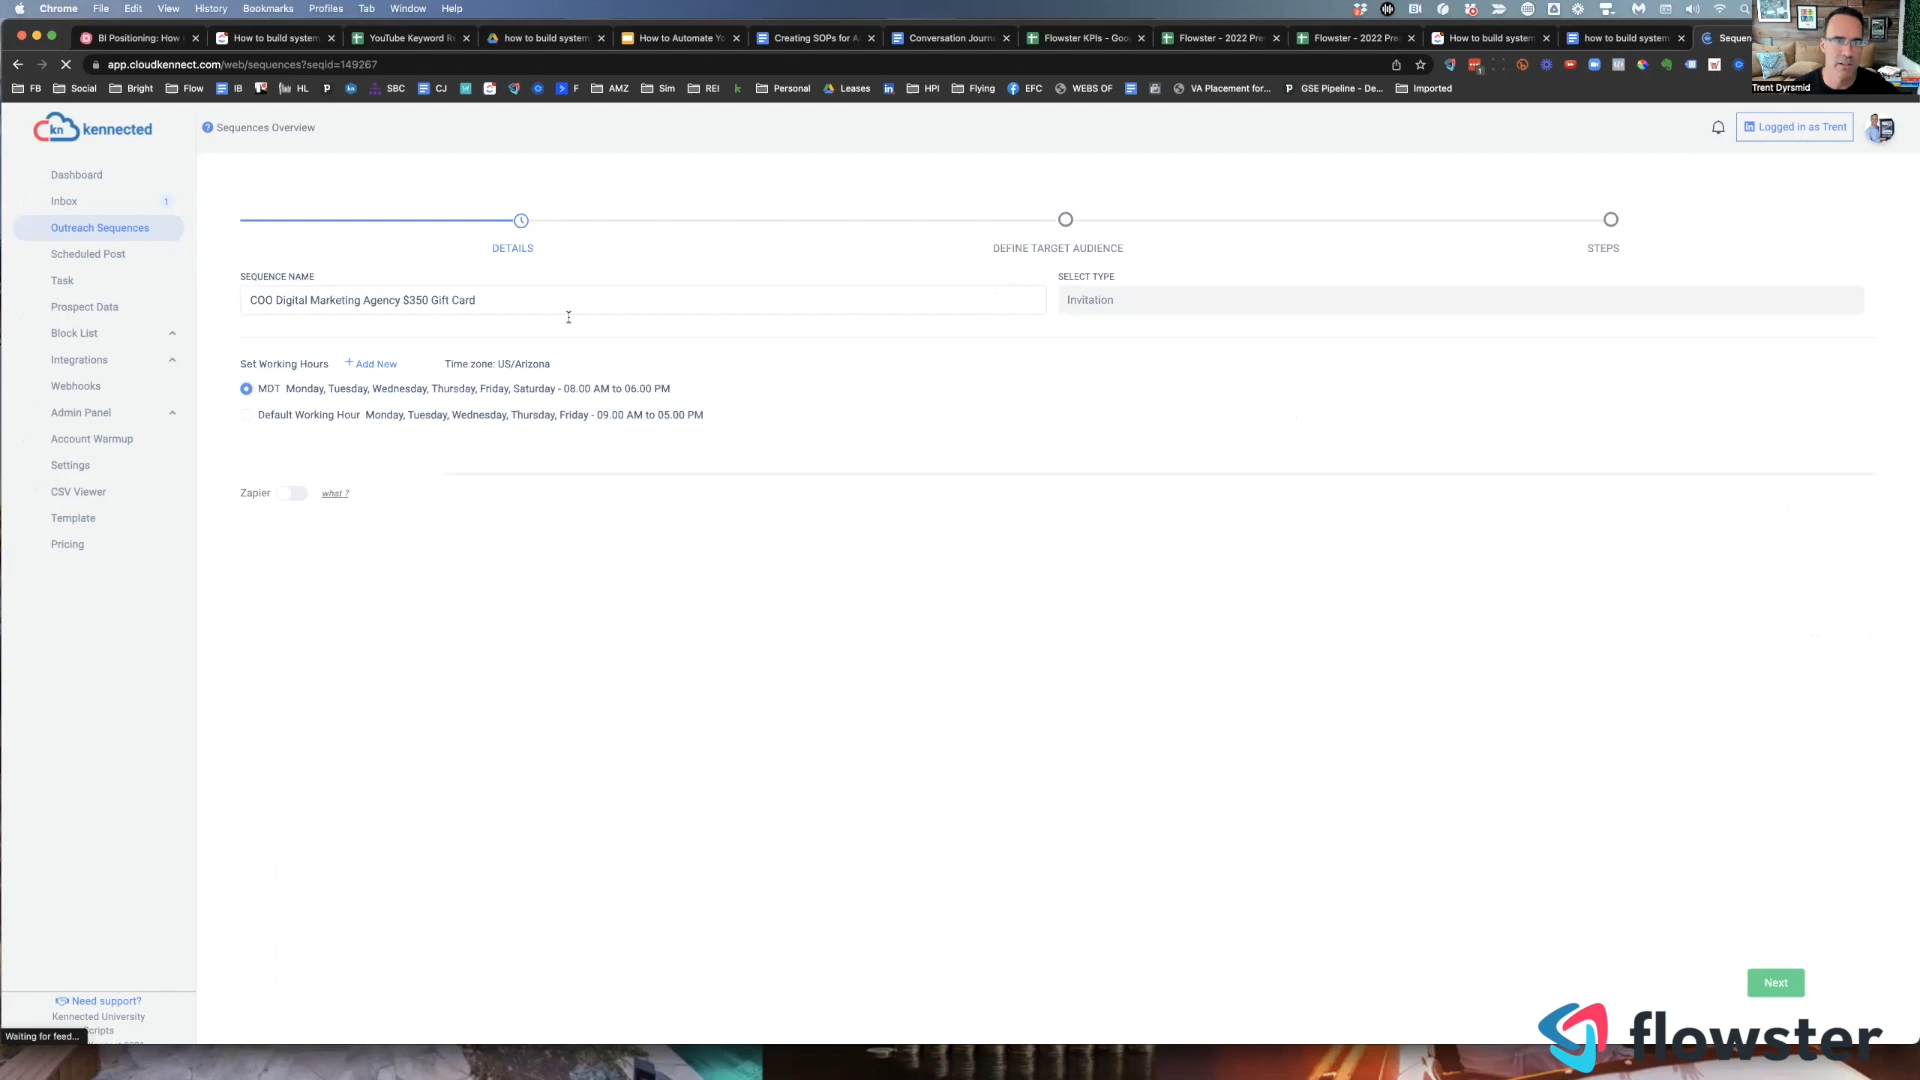 Chrome File Edit View History Bookmarks Profiles Tab Window Help
BI Positioning: How How to build system YouTube Keyword Re how to build system How to Automate Yo Creating SOPs for A Conversation Journa Flowster KPIs - Goo Flowster - 2022 Pre Flowster - 2022 Pre How to build system how to build system Sequen
app.cloudkennect.com/web/sequences?seqid=149267
FB Social Bright Flow IB HL SBC CJ F AMZ Sim REI Personal Leases HPI Flying EFC WEBS OF VA Placement for... GSE Pipeline - De... Imported
Trent Dyrsmid
kn kennected
Sequences Overview
Logged in as Trent
Dashboard
Inbox 1
Outreach Sequences
Scheduled Post
Task
Prospect Data
Block List
Integrations
Webhooks
Admin Panel
Account Warmup
Settings
CSV Viewer
Template
Pricing
DETAILS DEFINE TARGET AUDIENCE STEPS
SEQUENCE NAME SELECT TYPE
COO Digital Marketing Agency $350 Gift Card Invitation
Set Working Hours + Add New Time zone: US/Arizona
MDT Monday, Tuesday, Wednesday, Thursday, Friday, Saturday - 08.00 AM to 06.00 PM
Default Working Hour Monday, Tuesday, Wednesday, Thursday, Friday - 09.00 AM to 05.00 PM
Zapier what ?
Next
Need support?
Kennected University
Scripts
Waiting for feed...
flowster